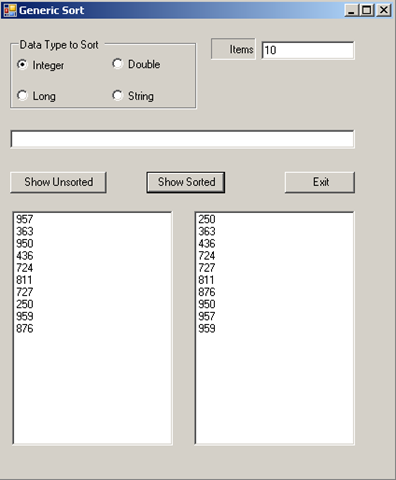 Generic Sort
Data Type to Sort
Items 10
Integer Double
Long String
Show Unsorted Show Sorted Exit
957 250
363 363
950 436
436 724
724 727
811 811
727 876
250 950
959 957
876 959